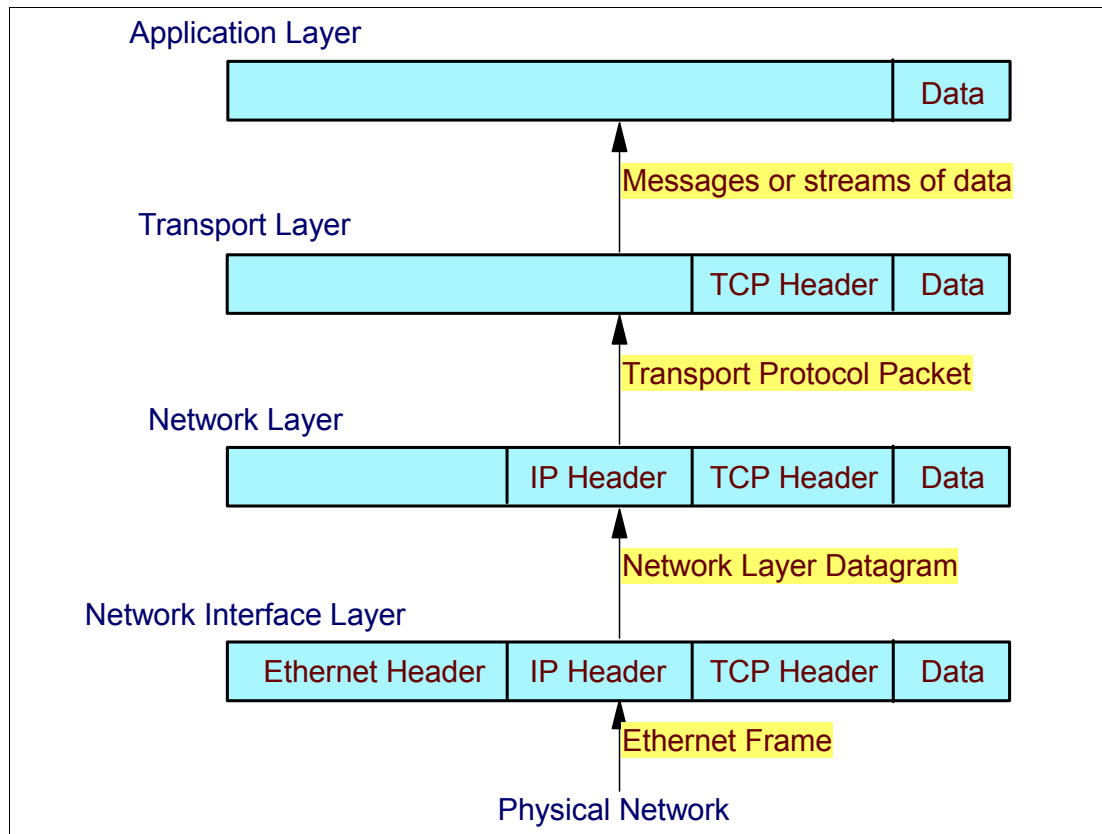 Application Layer
Data
Messages or streams of data
Transport Layer
TCP Header Data
Transport Protocol Packet
Network Layer
IP Header TCP Header Data
Network Layer Datagram
Network Interface Layer
Ethernet Header IP Header TCP Header Data
Ethernet Frame
Physical Network